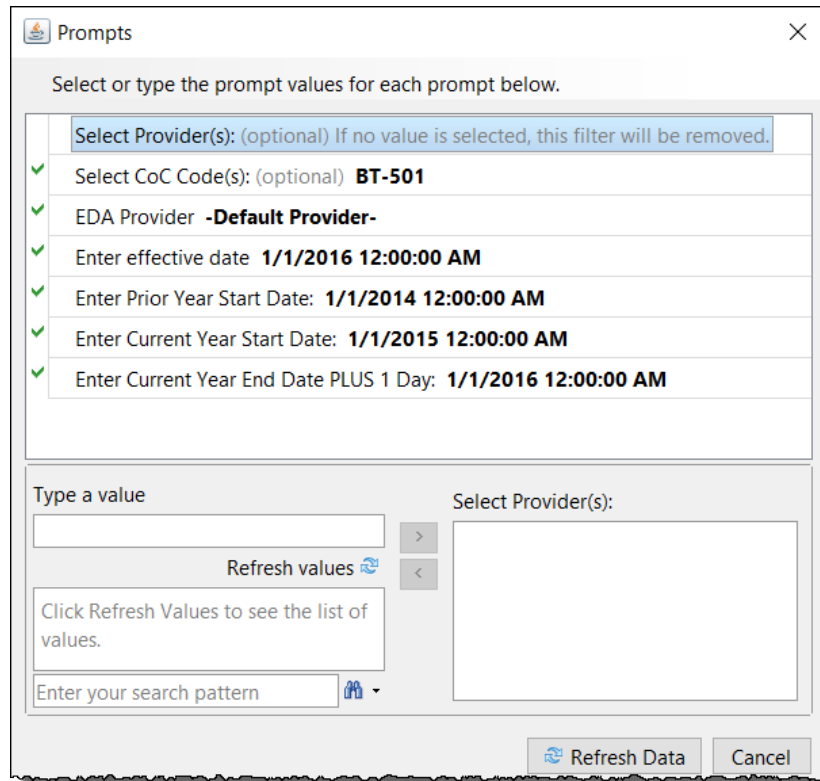 Prompts
Select or type the prompt values for each prompt below.
Select Provider(s): (optional) If no value is selected, this filter will be removed.
Select CoC Code(s): (optional) BT-501
EDA Provider -Default Provider-
Enter effective date 1/1/2016 12:00:00 AM
Enter Prior Year Start Date: 1/1/2014 12:00:00 AM
Enter Current Year Start Date: 1/1/2015 12:00:00 AM
Enter Current Year End Date PLUS 1 Day: 1/1/2016 12:00:00 AM
Type a value
Select Provider(s):
>
Refresh values
<
Click Refresh Values to see the list of
values.
Enter your search pattern
Refresh Data Cancel